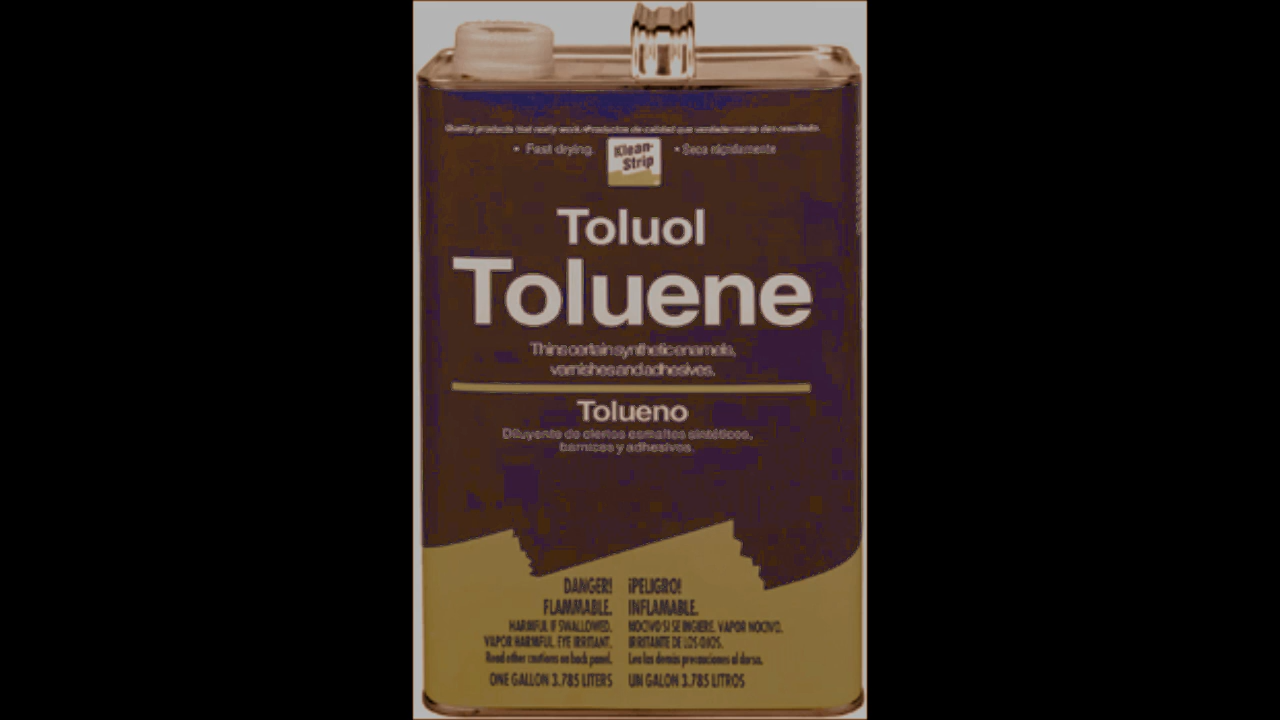 Quality products that really work. Productos de calidad que verdaderamente dan resultado.
• Fast drying.
Klean-Strip
• Seca rápidamente
Toluol
Toluene
Thins certain synthetic enamels,
varnishes and adhesives.
Tolueno
Diluyente de ciertos esmaltes sintéticos,
barnices y adhesivos.
DANGER! ¡PELIGRO!
FLAMMABLE. INFLAMABLE.
HARMFUL IF SWALLOWED. NOCIVO SI SE INGIERE. VAPOR NOCIVO.
VAPOR HARMFUL. EYE IRRITANT. IRRITANTE DE LOS OJOS.
Read other cautions on back panel. Lea las demás precauciones al dorso.
ONE GALLON 3.785 LITERS UN GALON 3.785 LITROS